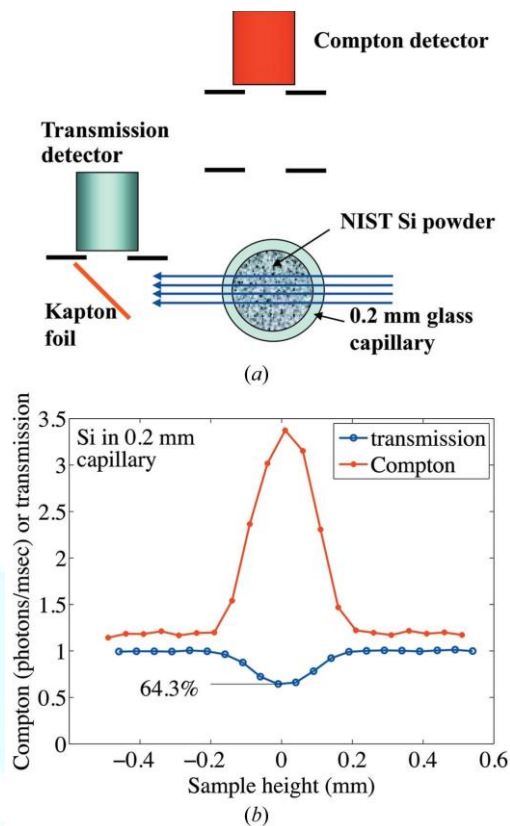 Compton detector
Transmission
detector
NIST Si powder
Kapton
foil
0.2 mm glass
capillary
(a)
Compton (photons/msec) or transmission
3.5
3
2.5
2
1.5
1
0.5
0
Si in 0.2 mm
capillary
transmission
Compton
64.3%
−0.4
−0.2
0
0.2
0.4
0.6
Sample height (mm)
(b)